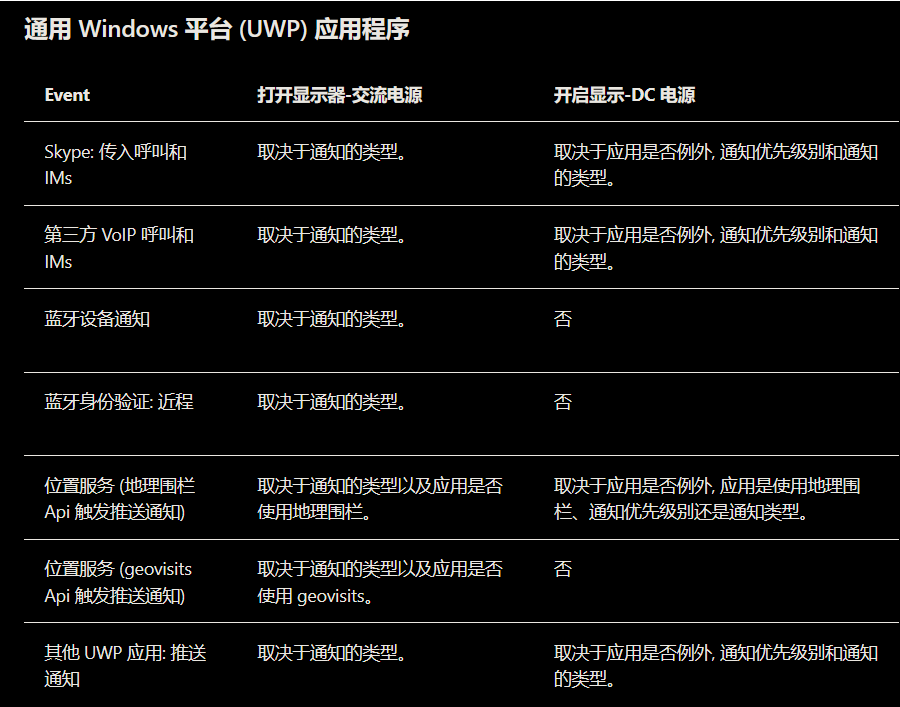 通用 Windows 平台 (UWP) 应用程序
Event 打开显示器-交流电源 开启显示-DC 电源
Skype: 传入呼叫和 取决于通知的类型。 取决于应用是否例外, 通知优先级别和通知
IMs 的类型。
第三方 VoIP 呼叫和 取决于通知的类型。 取决于应用是否例外, 通知优先级别和通知
IMs 的类型。
蓝牙设备通知 取决于通知的类型。 否
蓝牙身份验证: 近程 取决于通知的类型。 否
位置服务 (地理围栏 取决于通知的类型以及应用是否 取决于应用是否例外, 应用是使用地理围
Api 触发推送通知) 使用地理围栏。 栏、通知优先级别还是通知类型。
位置服务 (geovisits 取决于通知的类型以及应用是否 否
Api 触发推送通知) 使用 geovisits。
其他 UWP 应用: 推送 取决于通知的类型。 取决于应用是否例外, 通知优先级别和通知
通知 的类型。